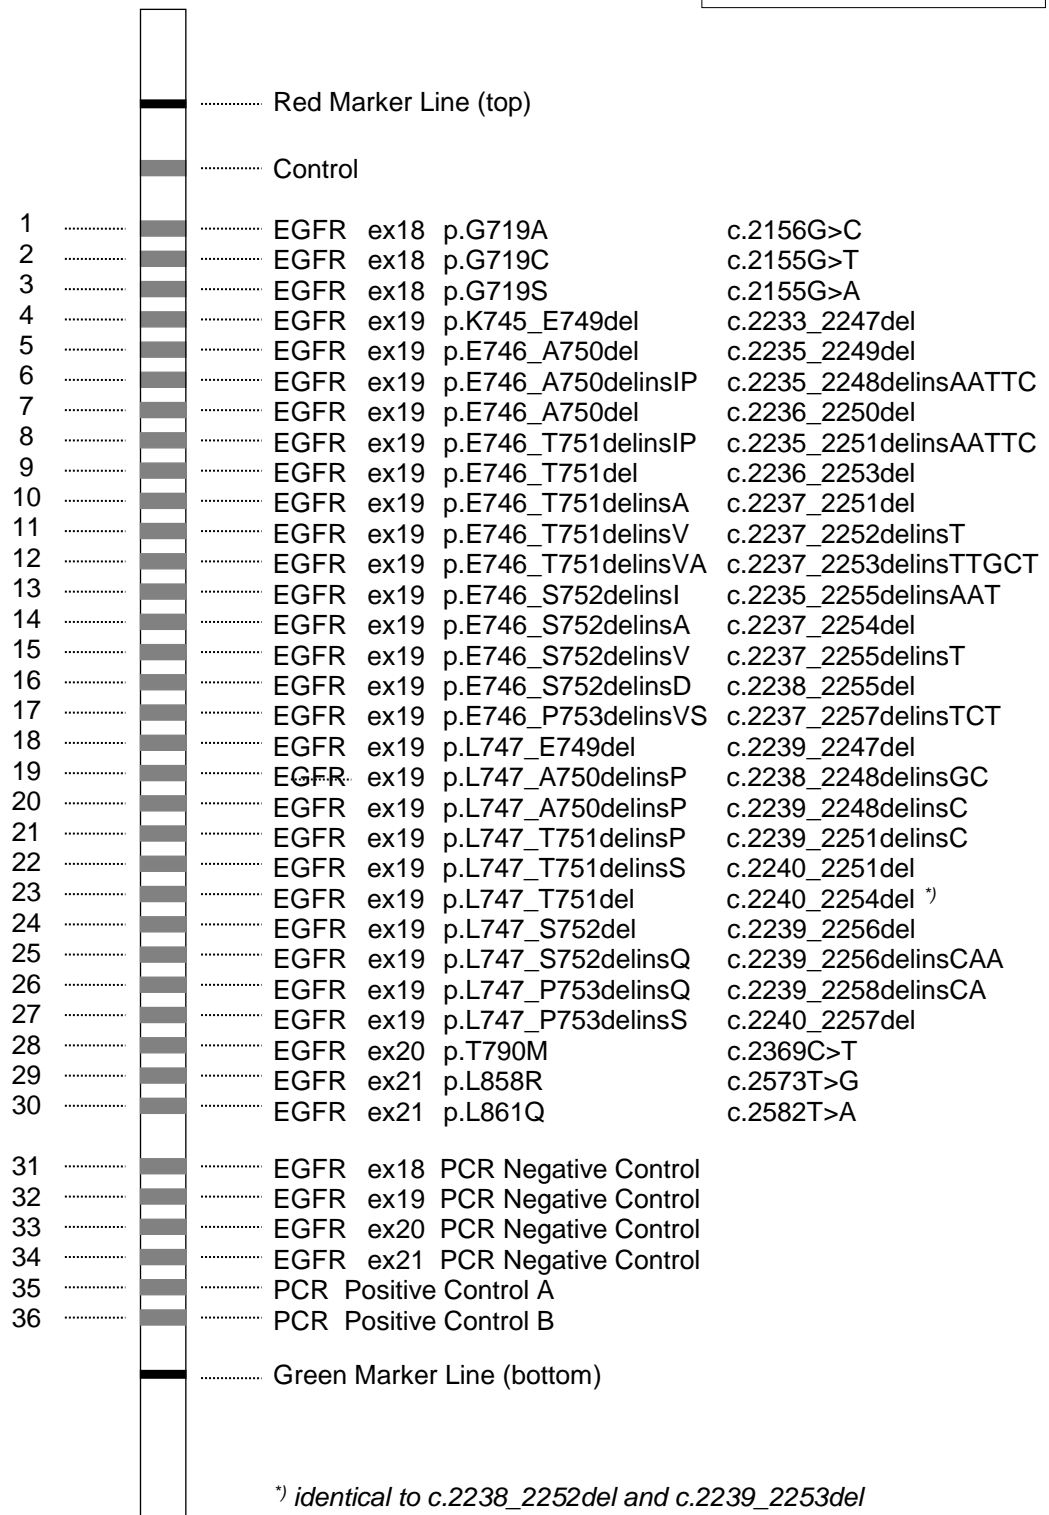 Red Marker Line (top)
Control
1 EGFR ex18 p.G719A c.2156G>C
2 EGFR ex18 p.G719C c.2155G>T
3 EGFR ex18 p.G719S c.2155G>A
4 EGFR ex19 p.K745_E749del c.2233_2247del
5 EGFR ex19 p.E746_A750del c.2235_2249del
6 EGFR ex19 p.E746_A750delinsIP c.2235_2248delinsAATTC
7 EGFR ex19 p.E746_A750del c.2236_2250del
8 EGFR ex19 p.E746_T751delinsIP c.2235_2251delinsAATTC
9 EGFR ex19 p.E746_T751del c.2236_2253del
10 EGFR ex19 p.E746_T751delinsA c.2237_2251del
11 EGFR ex19 p.E746_T751delinsV c.2237_2252delinsT
12 EGFR ex19 p.E746_T751delinsVA c.2237_2253delinsTTGCT
13 EGFR ex19 p.E746_S752delinsI c.2235_2255delinsAAT
14 EGFR ex19 p.E746_S752delinsA c.2237_2254del
15 EGFR ex19 p.E746_S752delinsV c.2237_2255delinsT
16 EGFR ex19 p.E746_S752delinsD c.2238_2255del
17 EGFR ex19 p.E746_P753delinsVS c.2237_2257delinsTCT
18 EGFR ex19 p.L747_E749del c.2239_2247del
19 EGFR ex19 p.L747_A750delinsP c.2238_2248delinsGC
20 EGFR ex19 p.L747_A750delinsP c.2239_2248delinsC
21 EGFR ex19 p.L747_T751delinsP c.2239_2251delinsC
22 EGFR ex19 p.L747_T751delinsS c.2240_2251del
23 EGFR ex19 p.L747_T751del c.2240_2254del *)
24 EGFR ex19 p.L747_S752del c.2239_2256del
25 EGFR ex19 p.L747_S752delinsQ c.2239_2256delinsCAA
26 EGFR ex19 p.L747_P753delinsQ c.2239_2258delinsCA
27 EGFR ex19 p.L747_P753delinsS c.2240_2257del
28 EGFR ex20 p.T790M c.2369C>T
29 EGFR ex21 p.L858R c.2573T>G
30 EGFR ex21 p.L861Q c.2582T>A
31 EGFR ex18 PCR Negative Control
32 EGFR ex19 PCR Negative Control
33 EGFR ex20 PCR Negative Control
34 EGFR ex21 PCR Negative Control
35 PCR Positive Control A
36 PCR Positive Control B
Green Marker Line (bottom)
*) identical to c.2238_2252del and c.2239_2253del